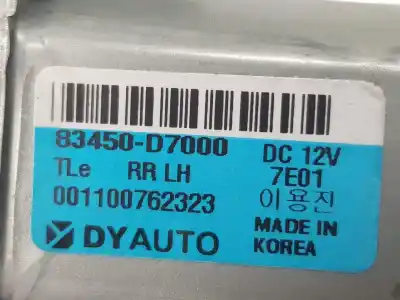 83450-D7000 DC 12V
TLe RR LH 7E01
001100762323 이용진
DYAUTO MADE IN KOREA